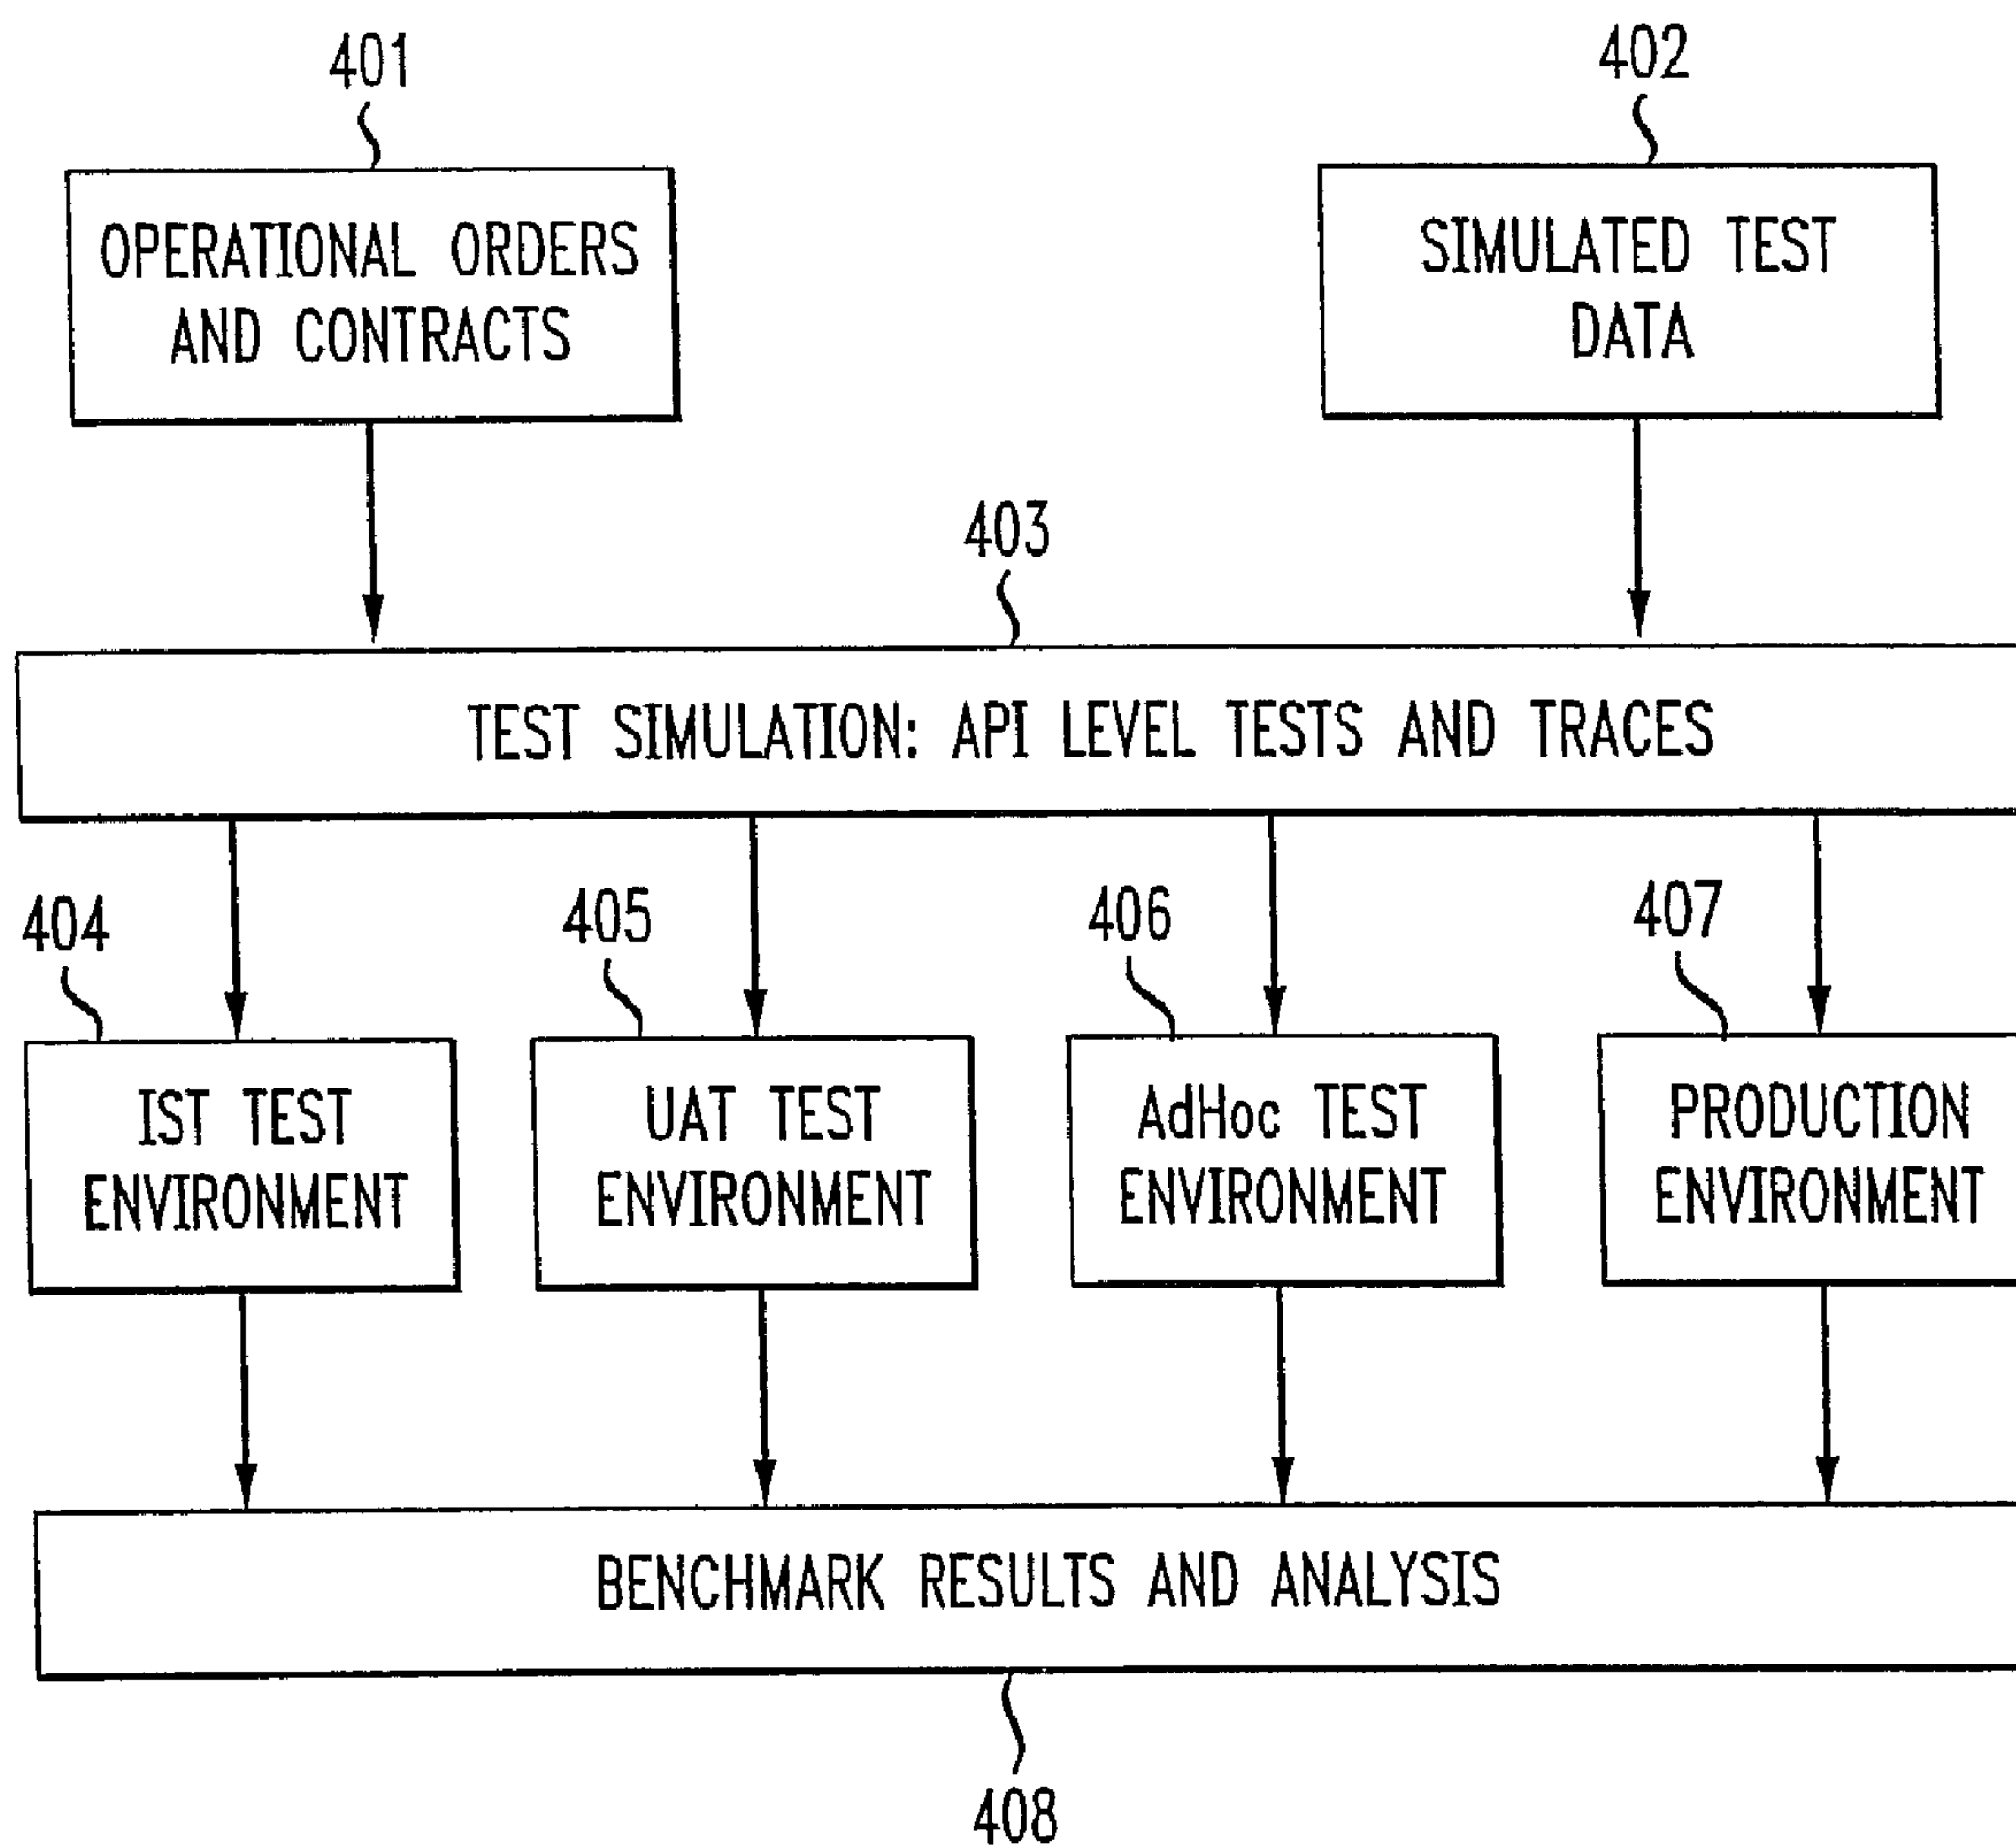 401
402
OPERATIONAL ORDERS
AND CONTRACTS
SIMULATED TEST
DATA
403
TEST SIMULATION: API LEVEL TESTS AND TRACES
404
405
406
407
IST TEST
ENVIRONMENT
UAT TEST
ENVIRONMENT
AdHoc TEST
ENVIRONMENT
PRODUCTION
ENVIRONMENT
BENCHMARK RESULTS AND ANALYSIS
408